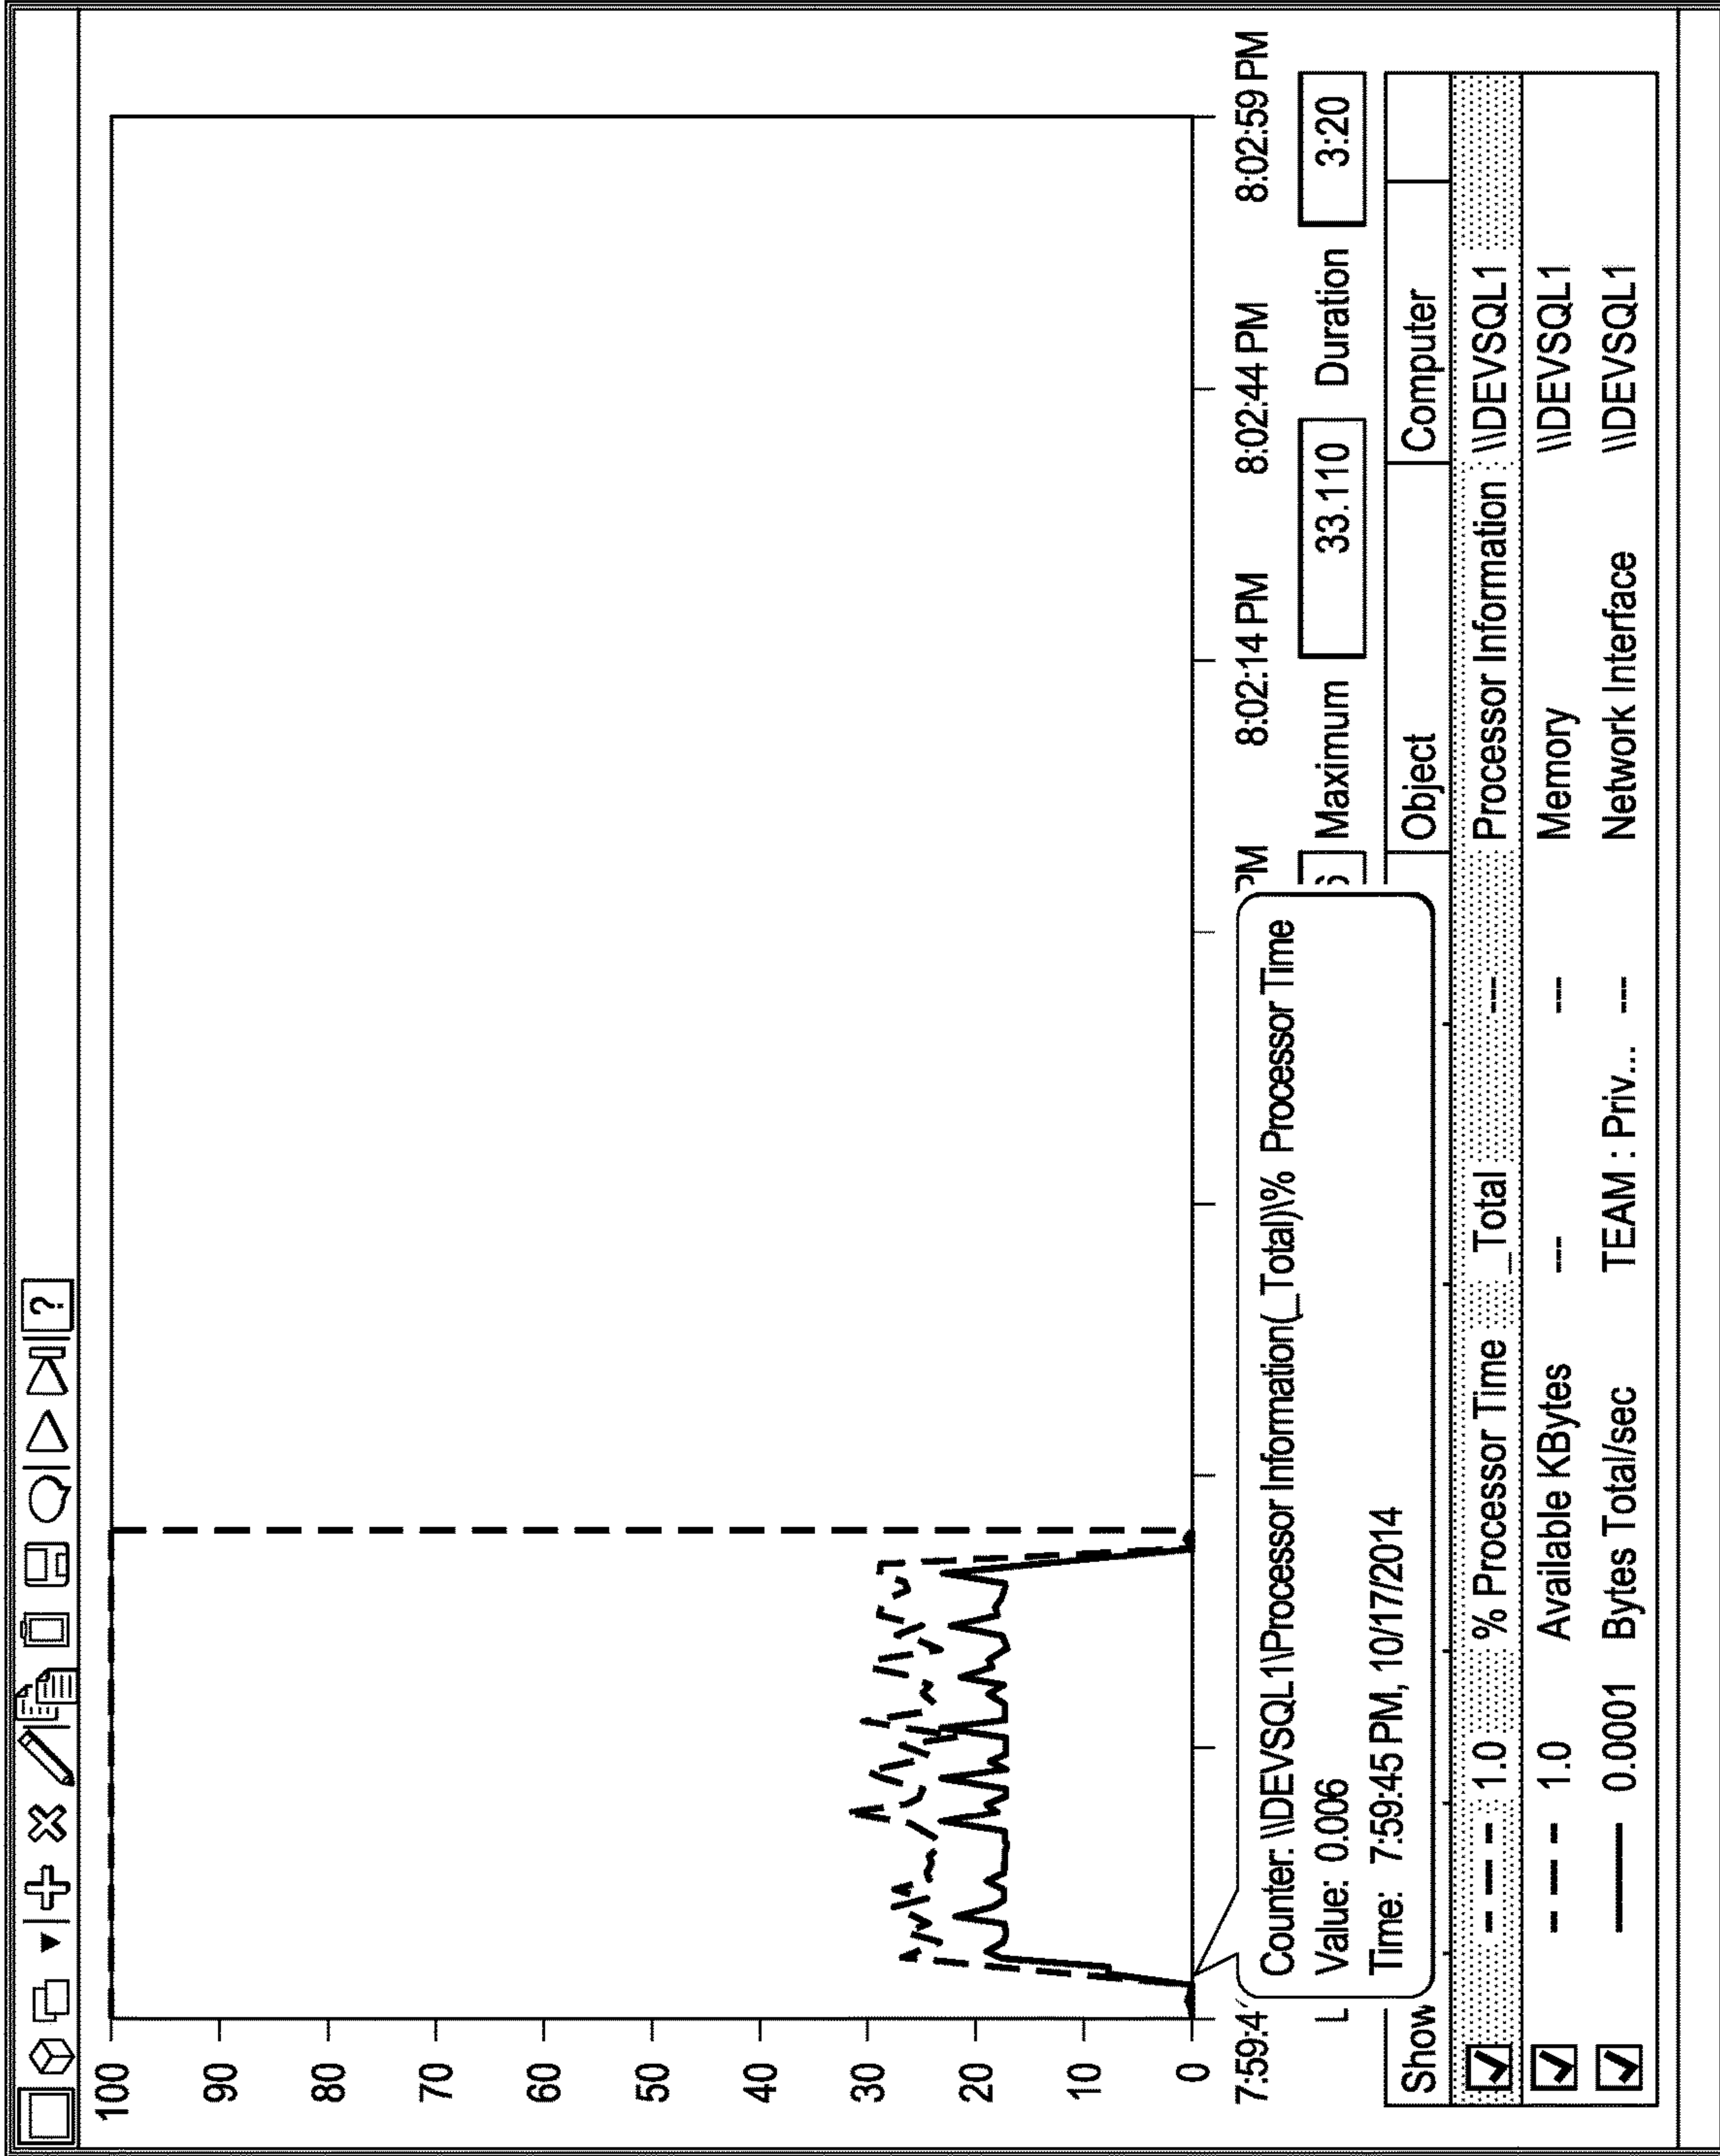 ?
100
90
80
70
60
50
40
30
20
10
0
7:59:4 PM 8:02:14 PM 8:02:44 PM 8:02:59 PM
Counter: \\DEVSQL1\Processor Information(_Total)\% Processor Time
Value: 0.006
Time: 7:59:45 PM, 10/17/2014
L Maximum 33.110 Duration 3:20
Show Object Computer
1.0 % Processor Time _Total --- Processor Information \\DEVSQL1
1.0 Available KBytes --- --- Memory \\DEVSQL1
0.0001 Bytes Total/sec TEAM : Priv... --- Network Interface \\DEVSQL1